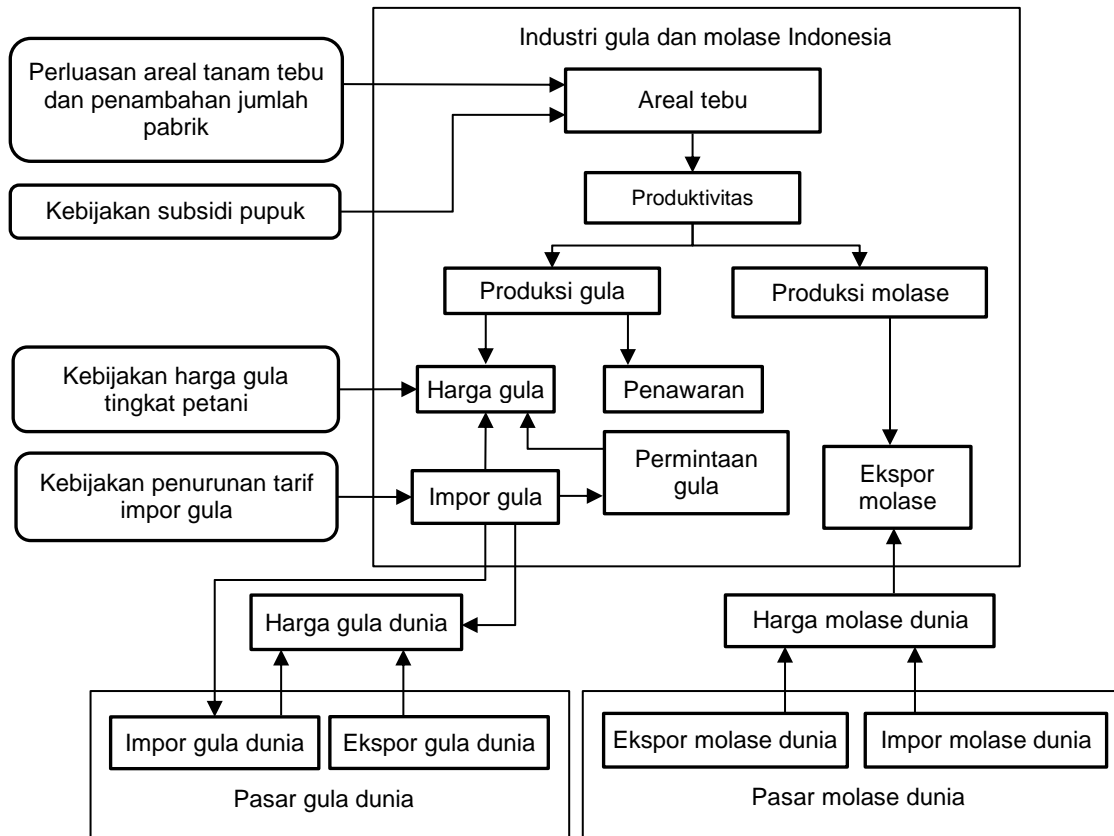 Industri gula dan molase Indonesia
Perluasan areal tanam tebu
dan penambahan jumlah
pabrik
Areal tebu
Kebijakan subsidi pupuk
Produktivitas
Produksi gula
Produksi molase
Kebijakan harga gula
tingkat petani
Harga gula
Penawaran
Kebijakan penurunan tarif
impor gula
Impor gula
Permintaan
gula
Ekspor
molase
Harga gula dunia
Harga molase dunia
Impor gula dunia
Ekspor gula dunia
Pasar gula dunia
Ekspor molase dunia
Impor molase dunia
Pasar molase dunia